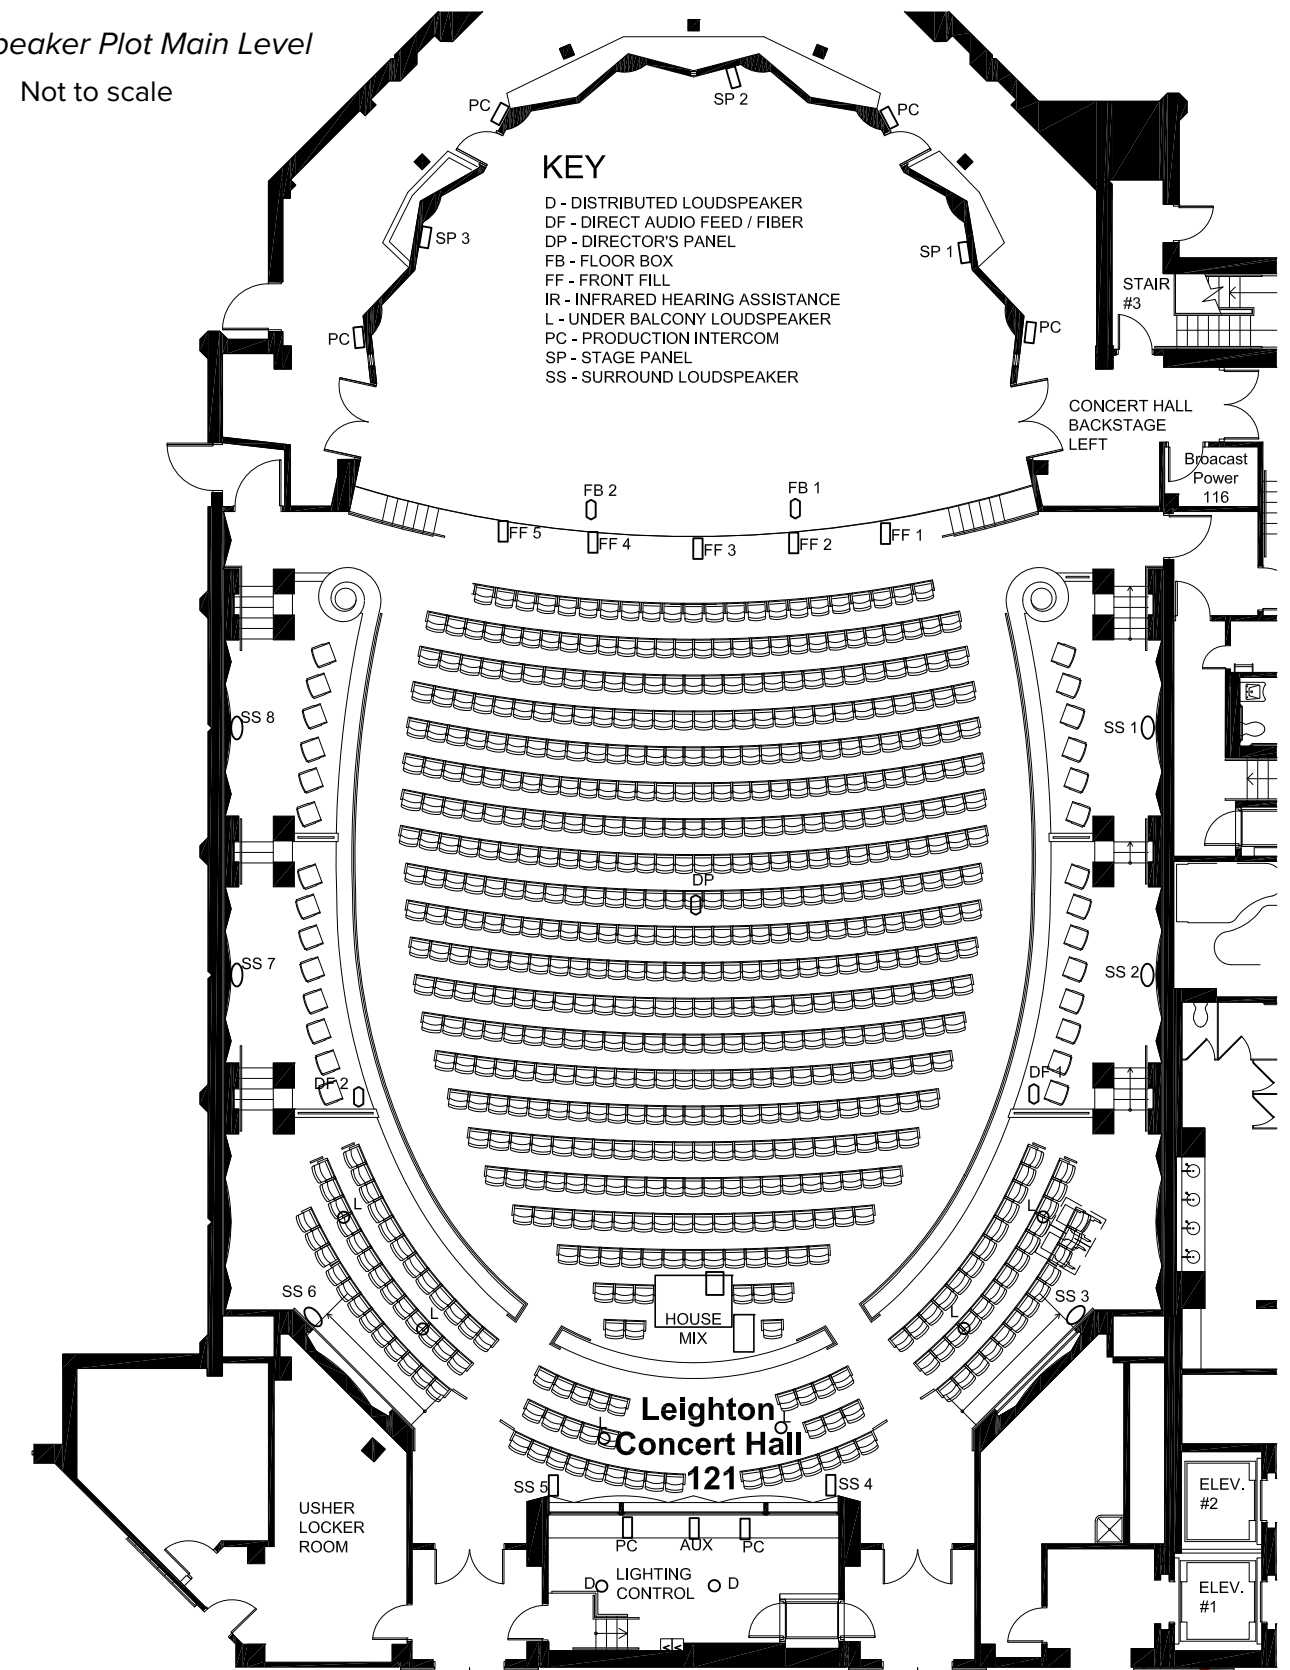 peaker Plot Main Level
Not to scale
SP 2
PC
PC
KEY
D - DISTRIBUTED LOUDSPEAKER
DF - DIRECT AUDIO FEED / FIBER
DP - DIRECTOR'S PANEL
FB - FLOOR BOX
FF - FRONT FILL
IR - INFRARED HEARING ASSISTANCE
L - UNDER BALCONY LOUDSPEAKER
PC - PRODUCTION INTERCOM
SP - STAGE PANEL
SS - SURROUND LOUDSPEAKER
SP 3
SP 1
STAIR
#3
PC
PC
CONCERT HALL
BACKSTAGE
LEFT
Broacast
Power
116
FB 2
FB 1
FF 5
FF 4
FF 3
FF 2
FF 1
SS 8
SS 1
DP
SS 7
SS 2
DF 2
DF 1
L
L
SS 6
SS 3
L
L
HOUSE
MIX
L
L
Leighton
Concert Hall
121
SS 5
SS 4
USHER
LOCKER
ROOM
PC
AUX
PC
LIGHTING
CONTROL
D
D
ELEV.
#2
ELEV.
#1